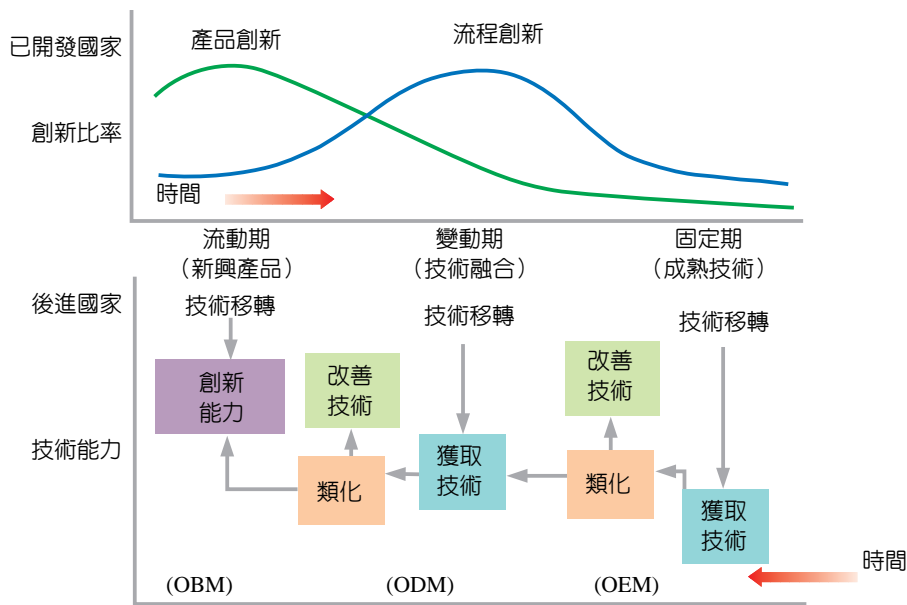 已開發國家
產品創新
流程創新
創新比率
時間
流動期
(新興產品)
變動期
(技術融合)
固定期
(成熟技術)
後進國家
技術移轉
技術移轉
技術移轉
創新
能力
改善
技術
改善
技術
技術能力
類化
獲取
技術
類化
獲取
技術
時間
(OBM)
(ODM)
(OEM)